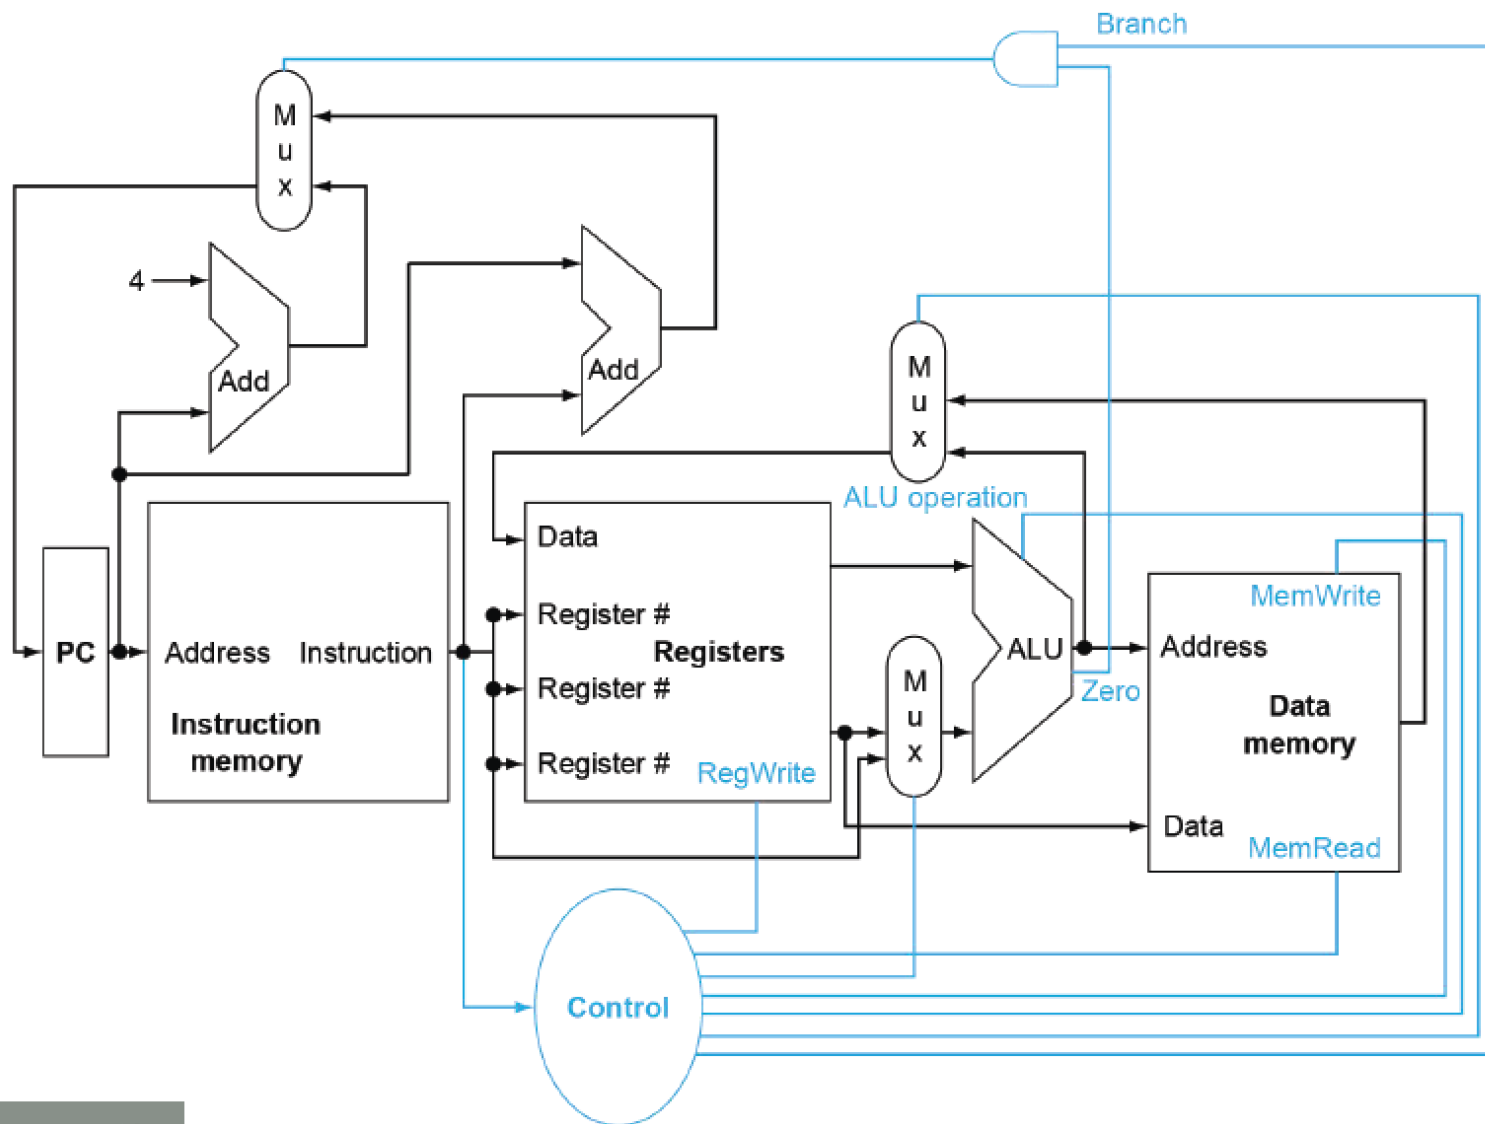 Branch
M
u
x
4
Add
Add
M
u
x
ALU operation
Data
Register #
Registers
Register #
Register #
RegWrite
PC
Address Instruction
Instruction
memory
M
u
x
ALU
Zero
MemWrite
Address
Data
memory
Data
MemRead
Control